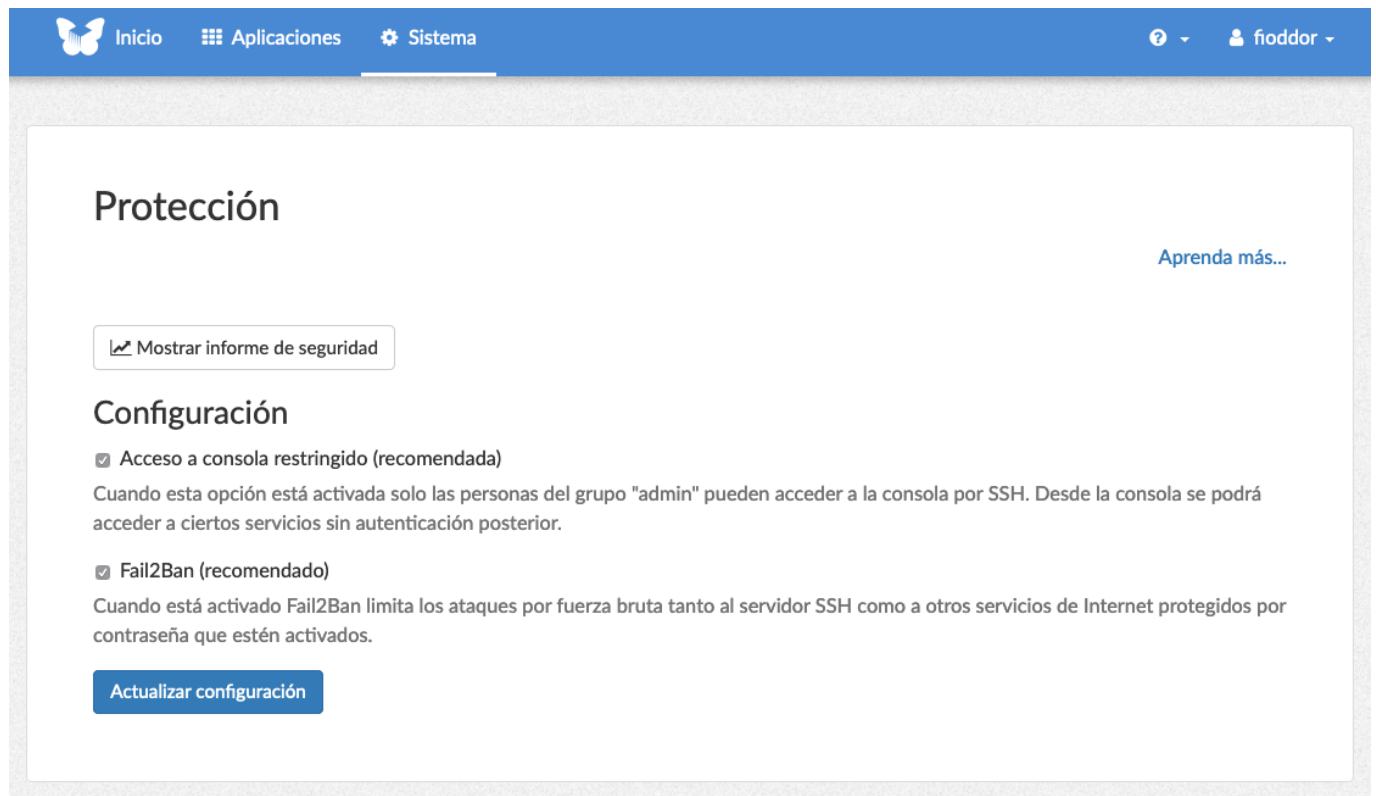 Inicio Aplicaciones Sistema fioddor
Protección
Aprenda más...
Mostrar informe de seguridad
Configuración
Acceso a consola restringido (recomendada)
Cuando esta opción está activada solo las personas del grupo "admin" pueden acceder a la consola por SSH. Desde la consola se podrá
acceder a ciertos servicios sin autenticación posterior.
Fail2Ban (recomendado)
Cuando está activado Fail2Ban limita los ataques por fuerza bruta tanto al servidor SSH como a otros servicios de Internet protegidos por
contraseña que estén activados.
Actualizar configuración